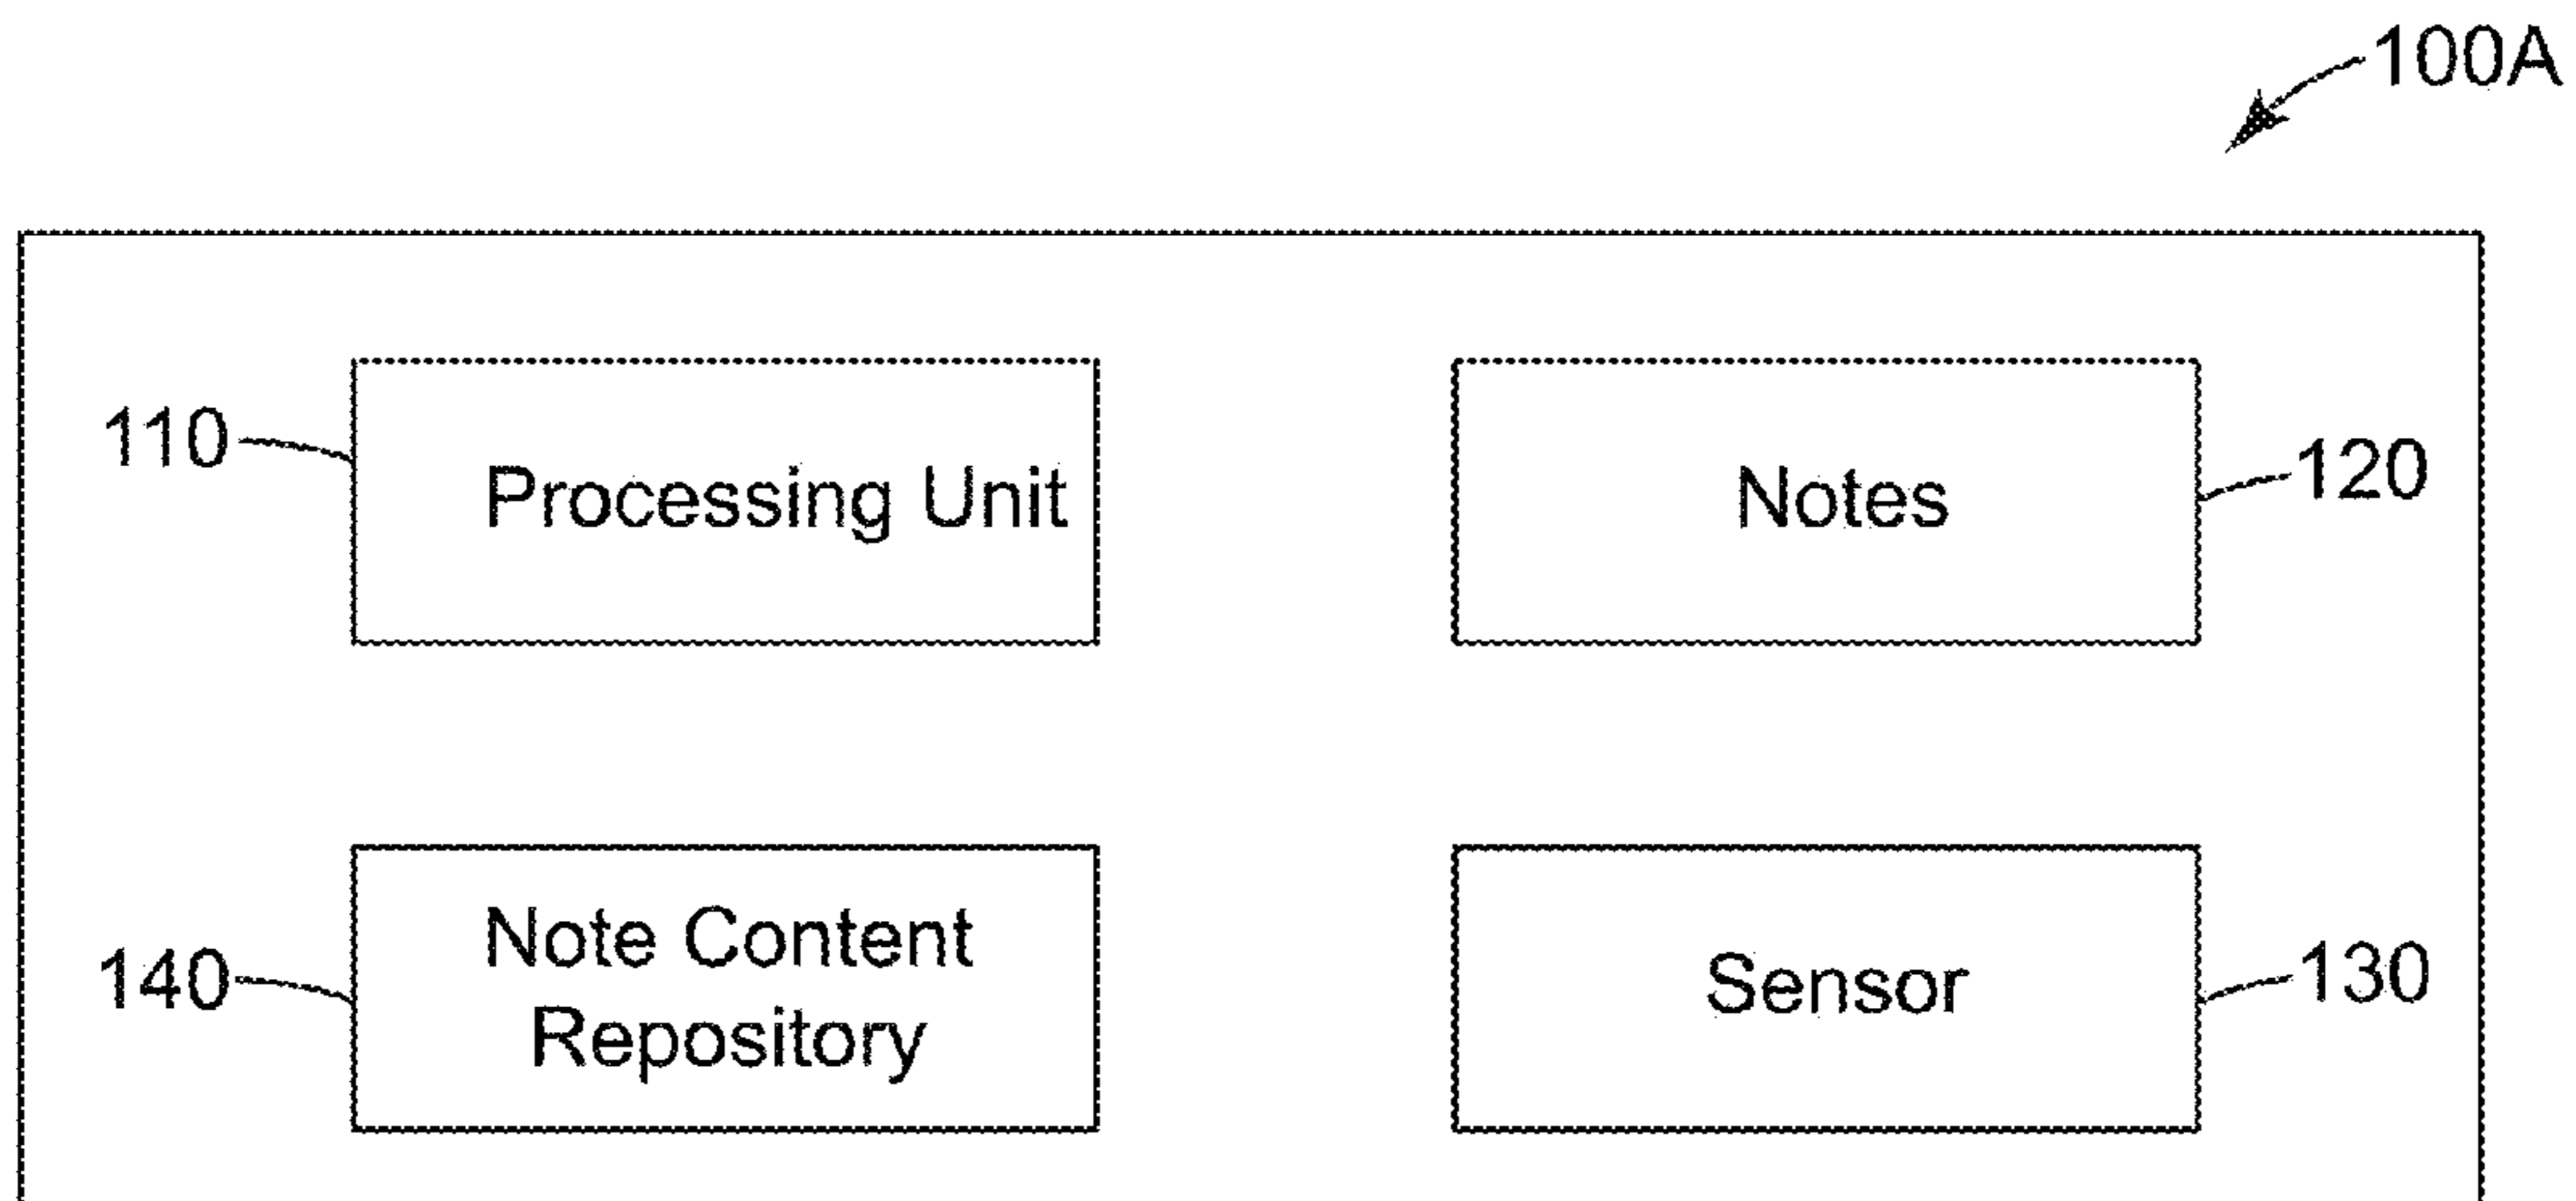 100A
110
Processing Unit
Notes
120
140
Note Content
Repository
Sensor
130